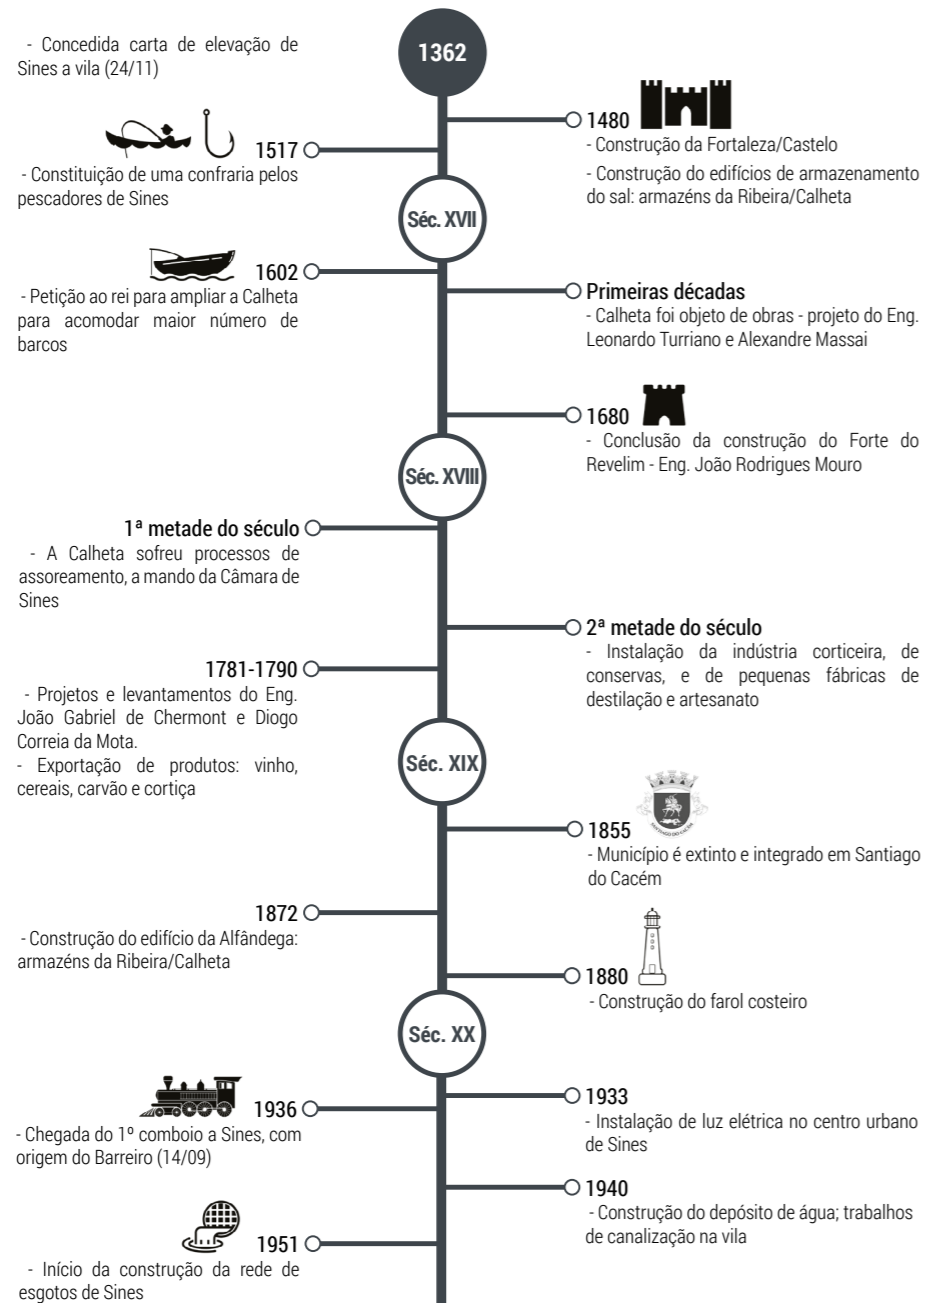 - Concedida carta de elevação de
Sines a vila (24/11)
1362
1480
- Construção da Fortaleza/Castelo
- Construção do edifícios de armazenamento
do sal: armazéns da Ribeira/Calheta
1517
- Constituição de uma confraria pelos
pescadores de Sines
Séc. XVII
1602
- Petição ao rei para ampliar a Calheta
para acomodar maior número de
barcos
Primeiras décadas
- Calheta foi objeto de obras - projeto do Eng.
Leonardo Turriano e Alexandre Massai
1680
- Conclusão da construção do Forte do
Revelim - Eng. João Rodrigues Mouro
Séc. XVIII
1ª metade do século
- A Calheta sofreu processos de
assoreamento, a mando da Câmara de
Sines
2ª metade do século
- Instalação da indústria corticeira, de
conservas, e de pequenas fábricas de
destilação e artesanato
1781-1790
- Projetos e levantamentos do Eng.
João Gabriel de Chermont e Diogo
Correia da Mota.
- Exportação de produtos: vinho,
cereais, carvão e cortiça
Séc. XIX
SANTIAGO DO CACÉM
1855
- Município é extinto e integrado em Santiago
do Cacém
1872
- Construção do edifício da Alfândega:
armazéns da Ribeira/Calheta
1880
- Construção do farol costeiro
Séc. XX
1933
- Instalação de luz elétrica no centro urbano
de Sines
1936
- Chegada do 1º comboio a Sines, com
origem do Barreiro (14/09)
1940
- Construção do depósito de água; trabalhos
de canalização na vila
1951
- Início da construção da rede de
esgotos de Sines